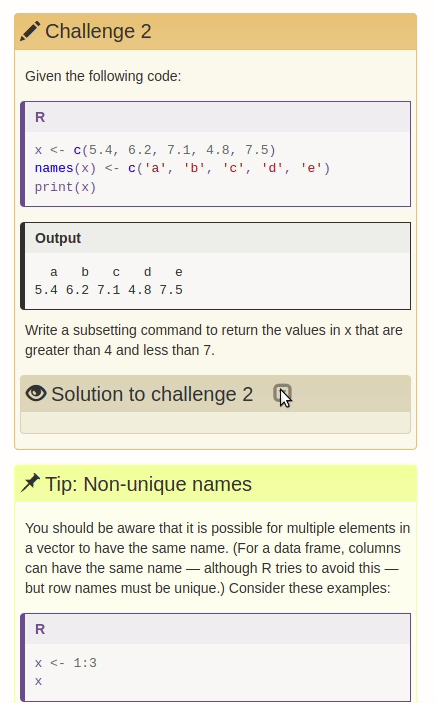 Challenge 2
Given the following code:
R
x <- c(5.4, 6.2, 7.1, 4.8, 7.5)
names(x) <- c('a', 'b', 'c', 'd', 'e')
print(x)
Output
a b c d e
5.4 6.2 7.1 4.8 7.5
Write a subsetting command to return the values in x that are
greater than 4 and less than 7.
Solution to challenge 2
Tip: Non-unique names
You should be aware that it is possible for multiple elements in
a vector to have the same name. (For a data frame, columns
can have the same name — although R tries to avoid this —
but row names must be unique.) Consider these examples:
R
x <- 1:3
x